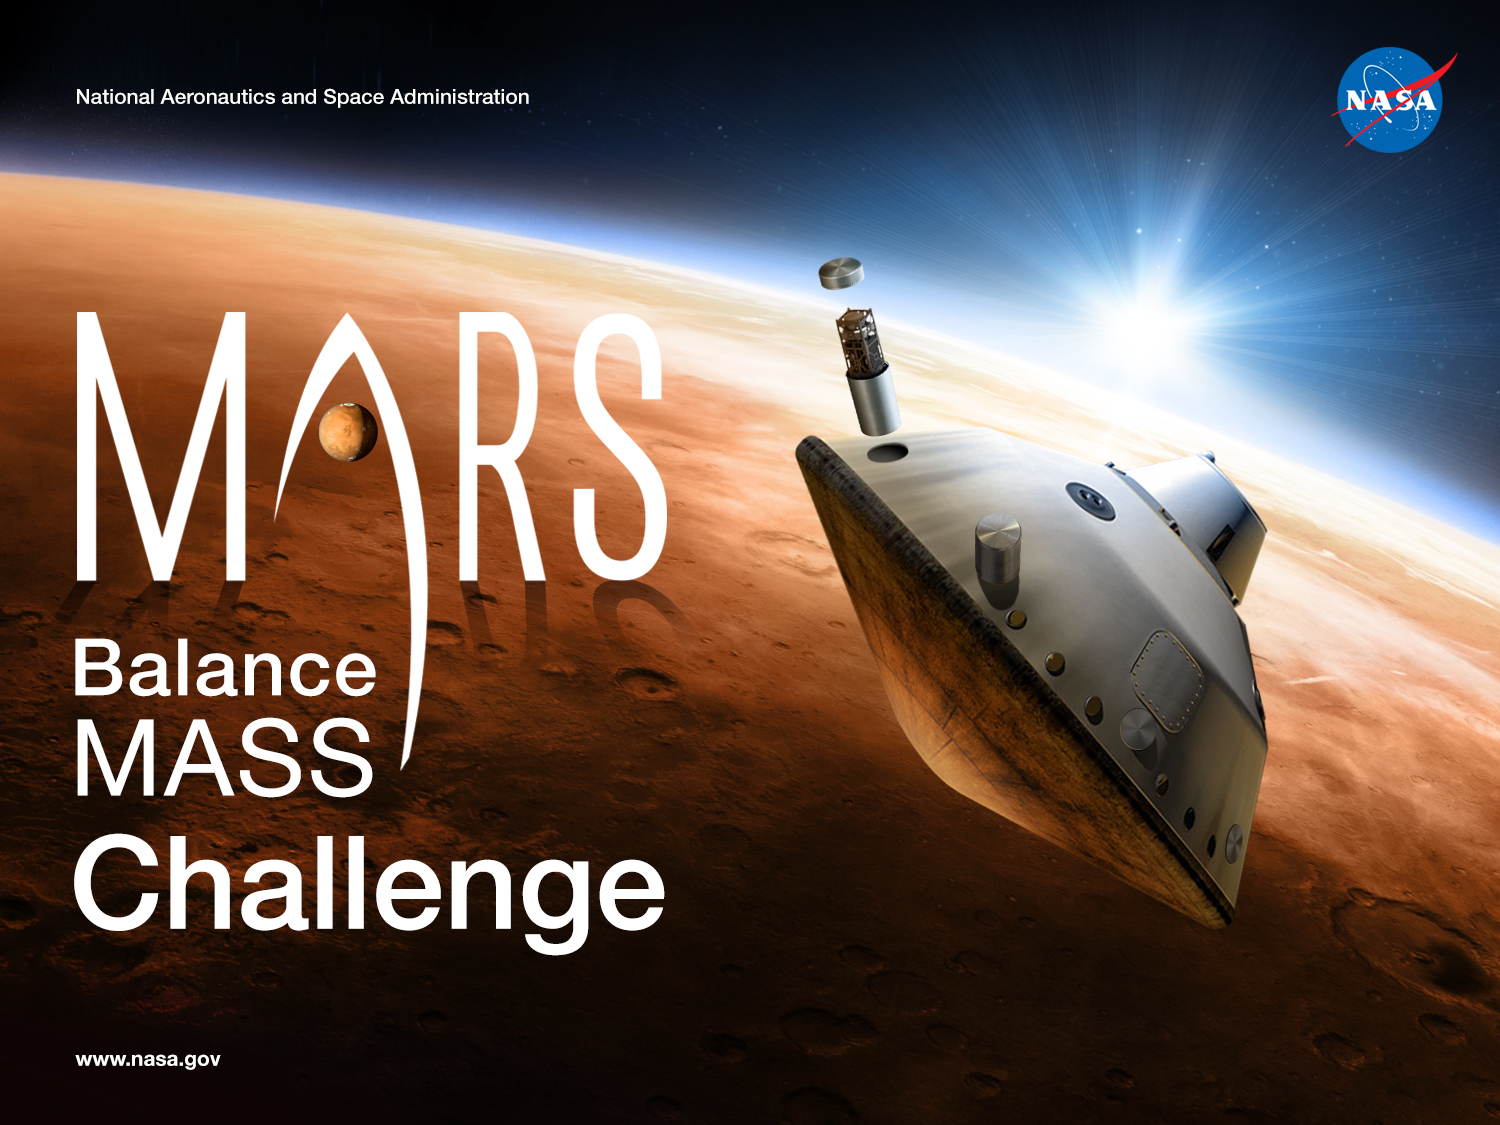 National Aeronautics and Space Administration
NASA
MARS
Balance
MASS
Challenge
www.nasa.gov